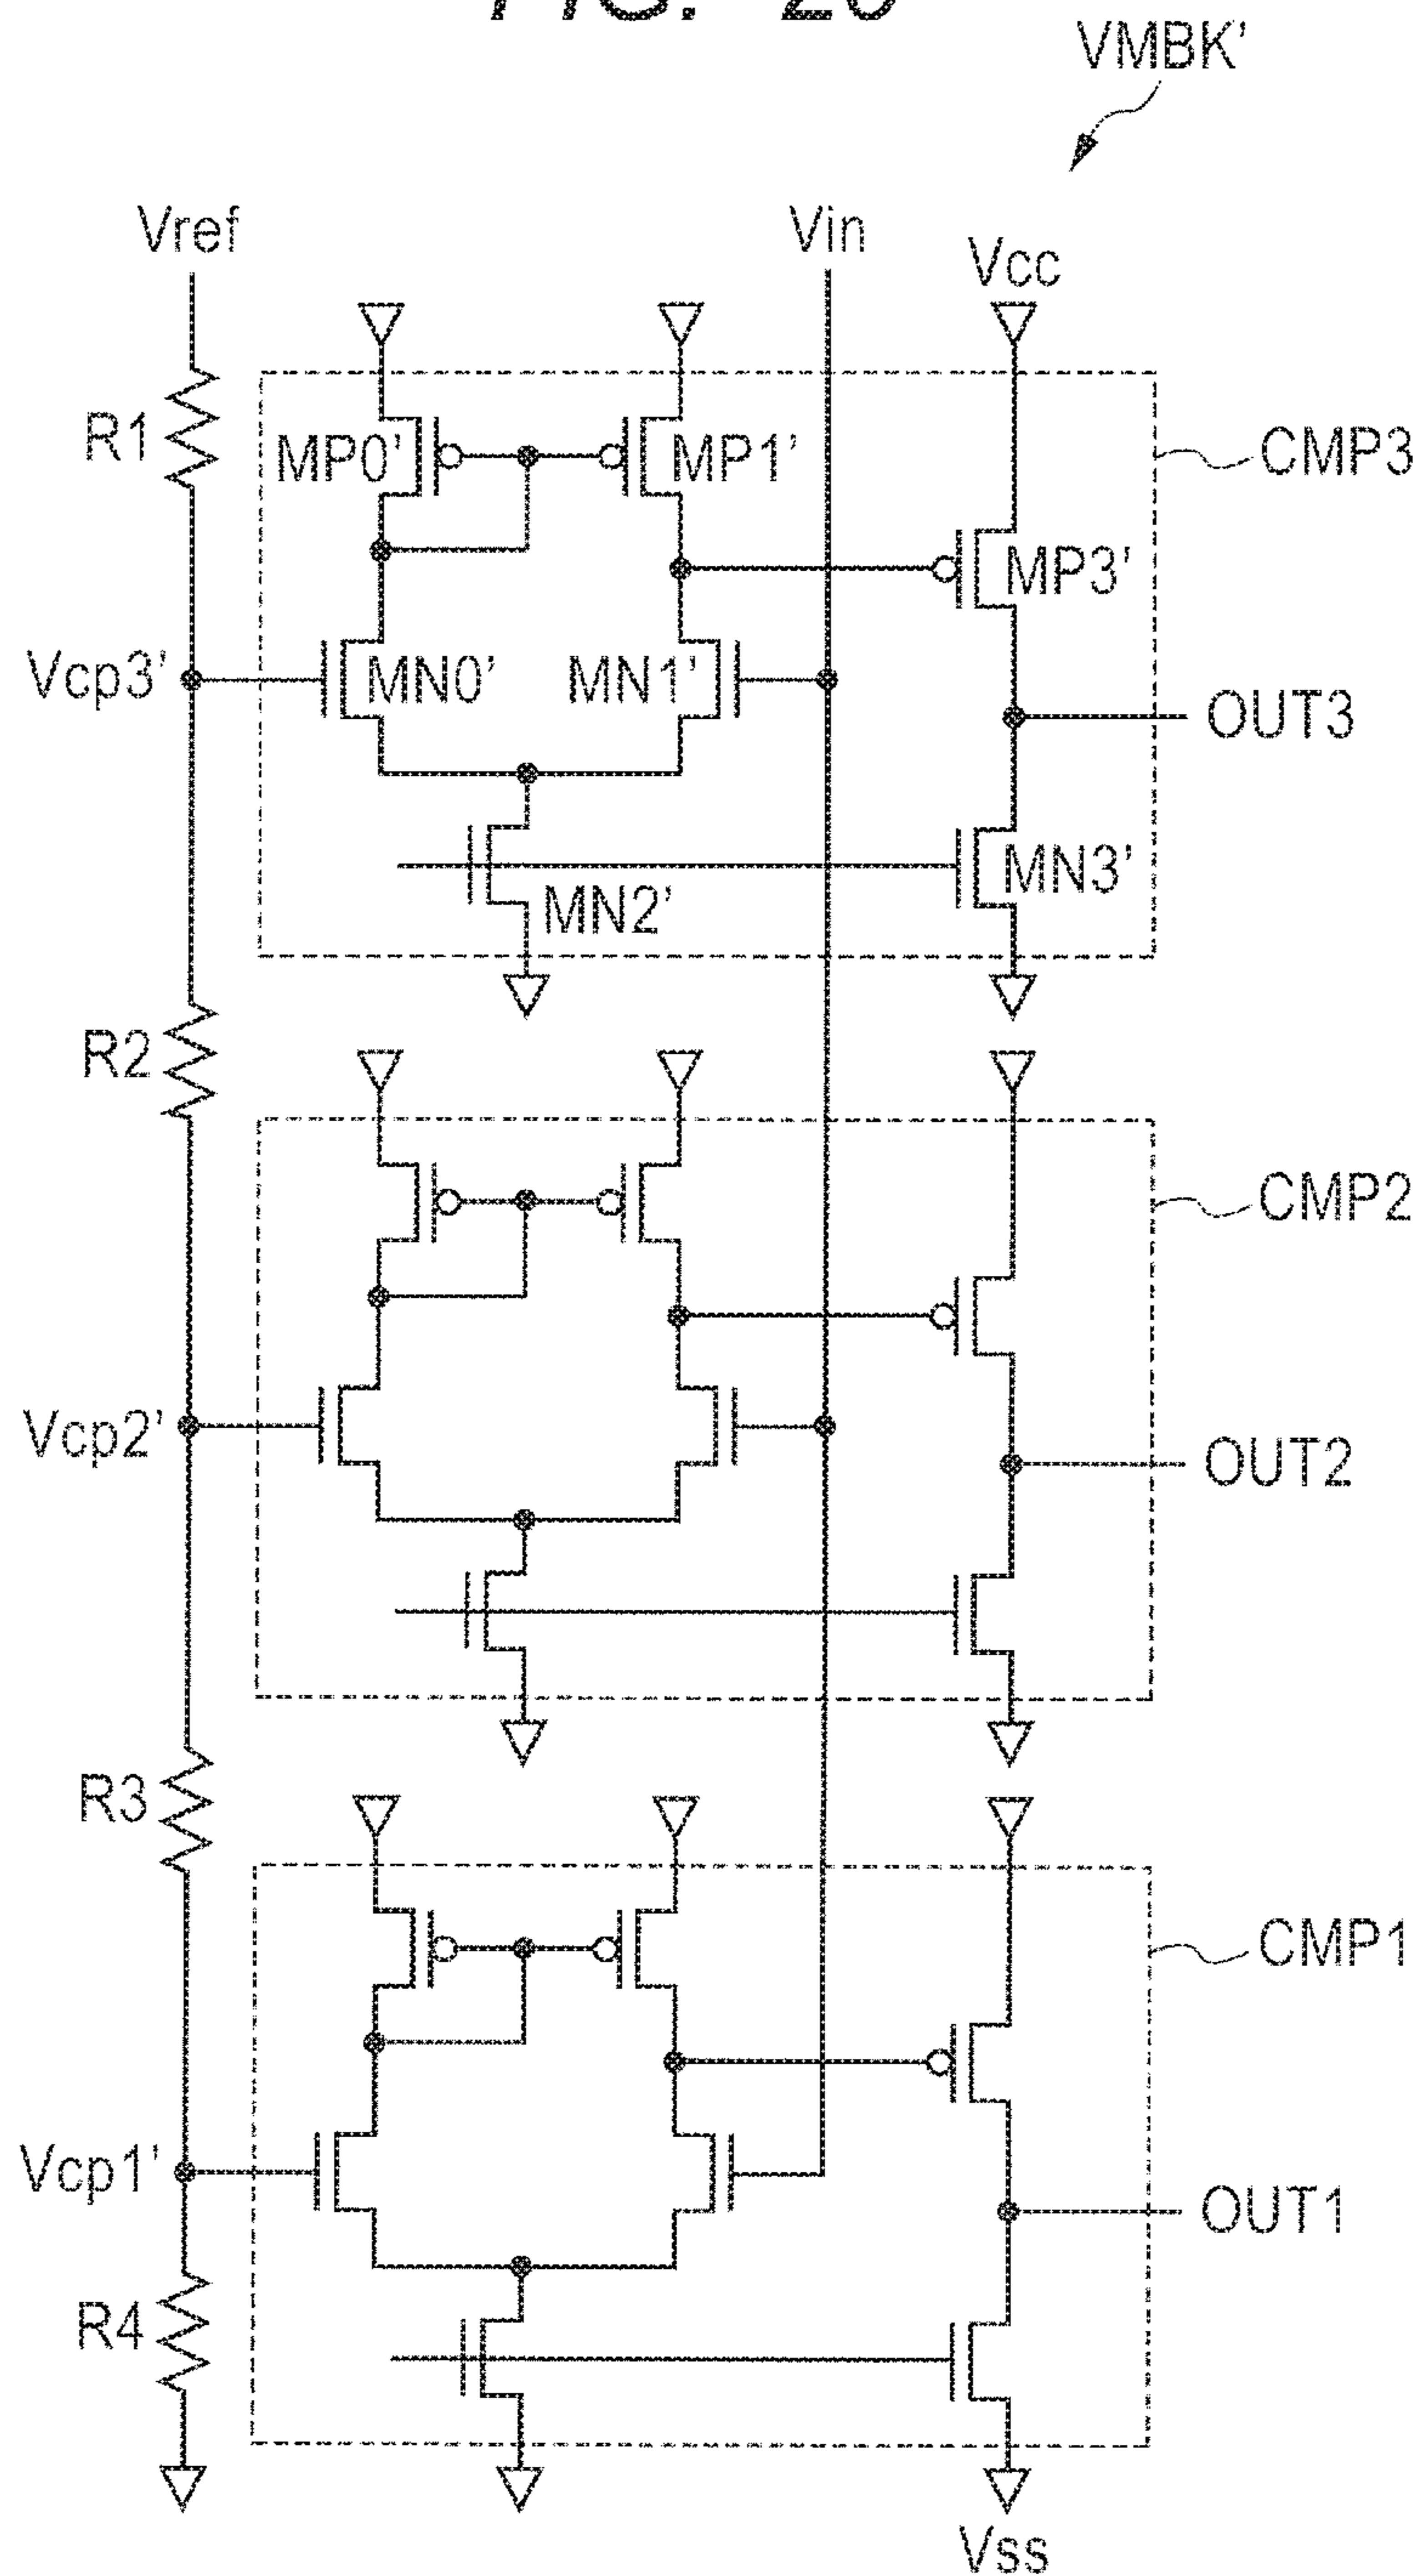 VMBK'
Vref
Vin
Vcc
R1
MP0'
MP1'
CMP3
MP3'
Vcp3'
MN0'
MN1'
OUT3
MN2'
MN3'
R2
CMP2
Vcp2'
OUT2
R3
CMP1
Vcp1'
OUT1
R4
Vss